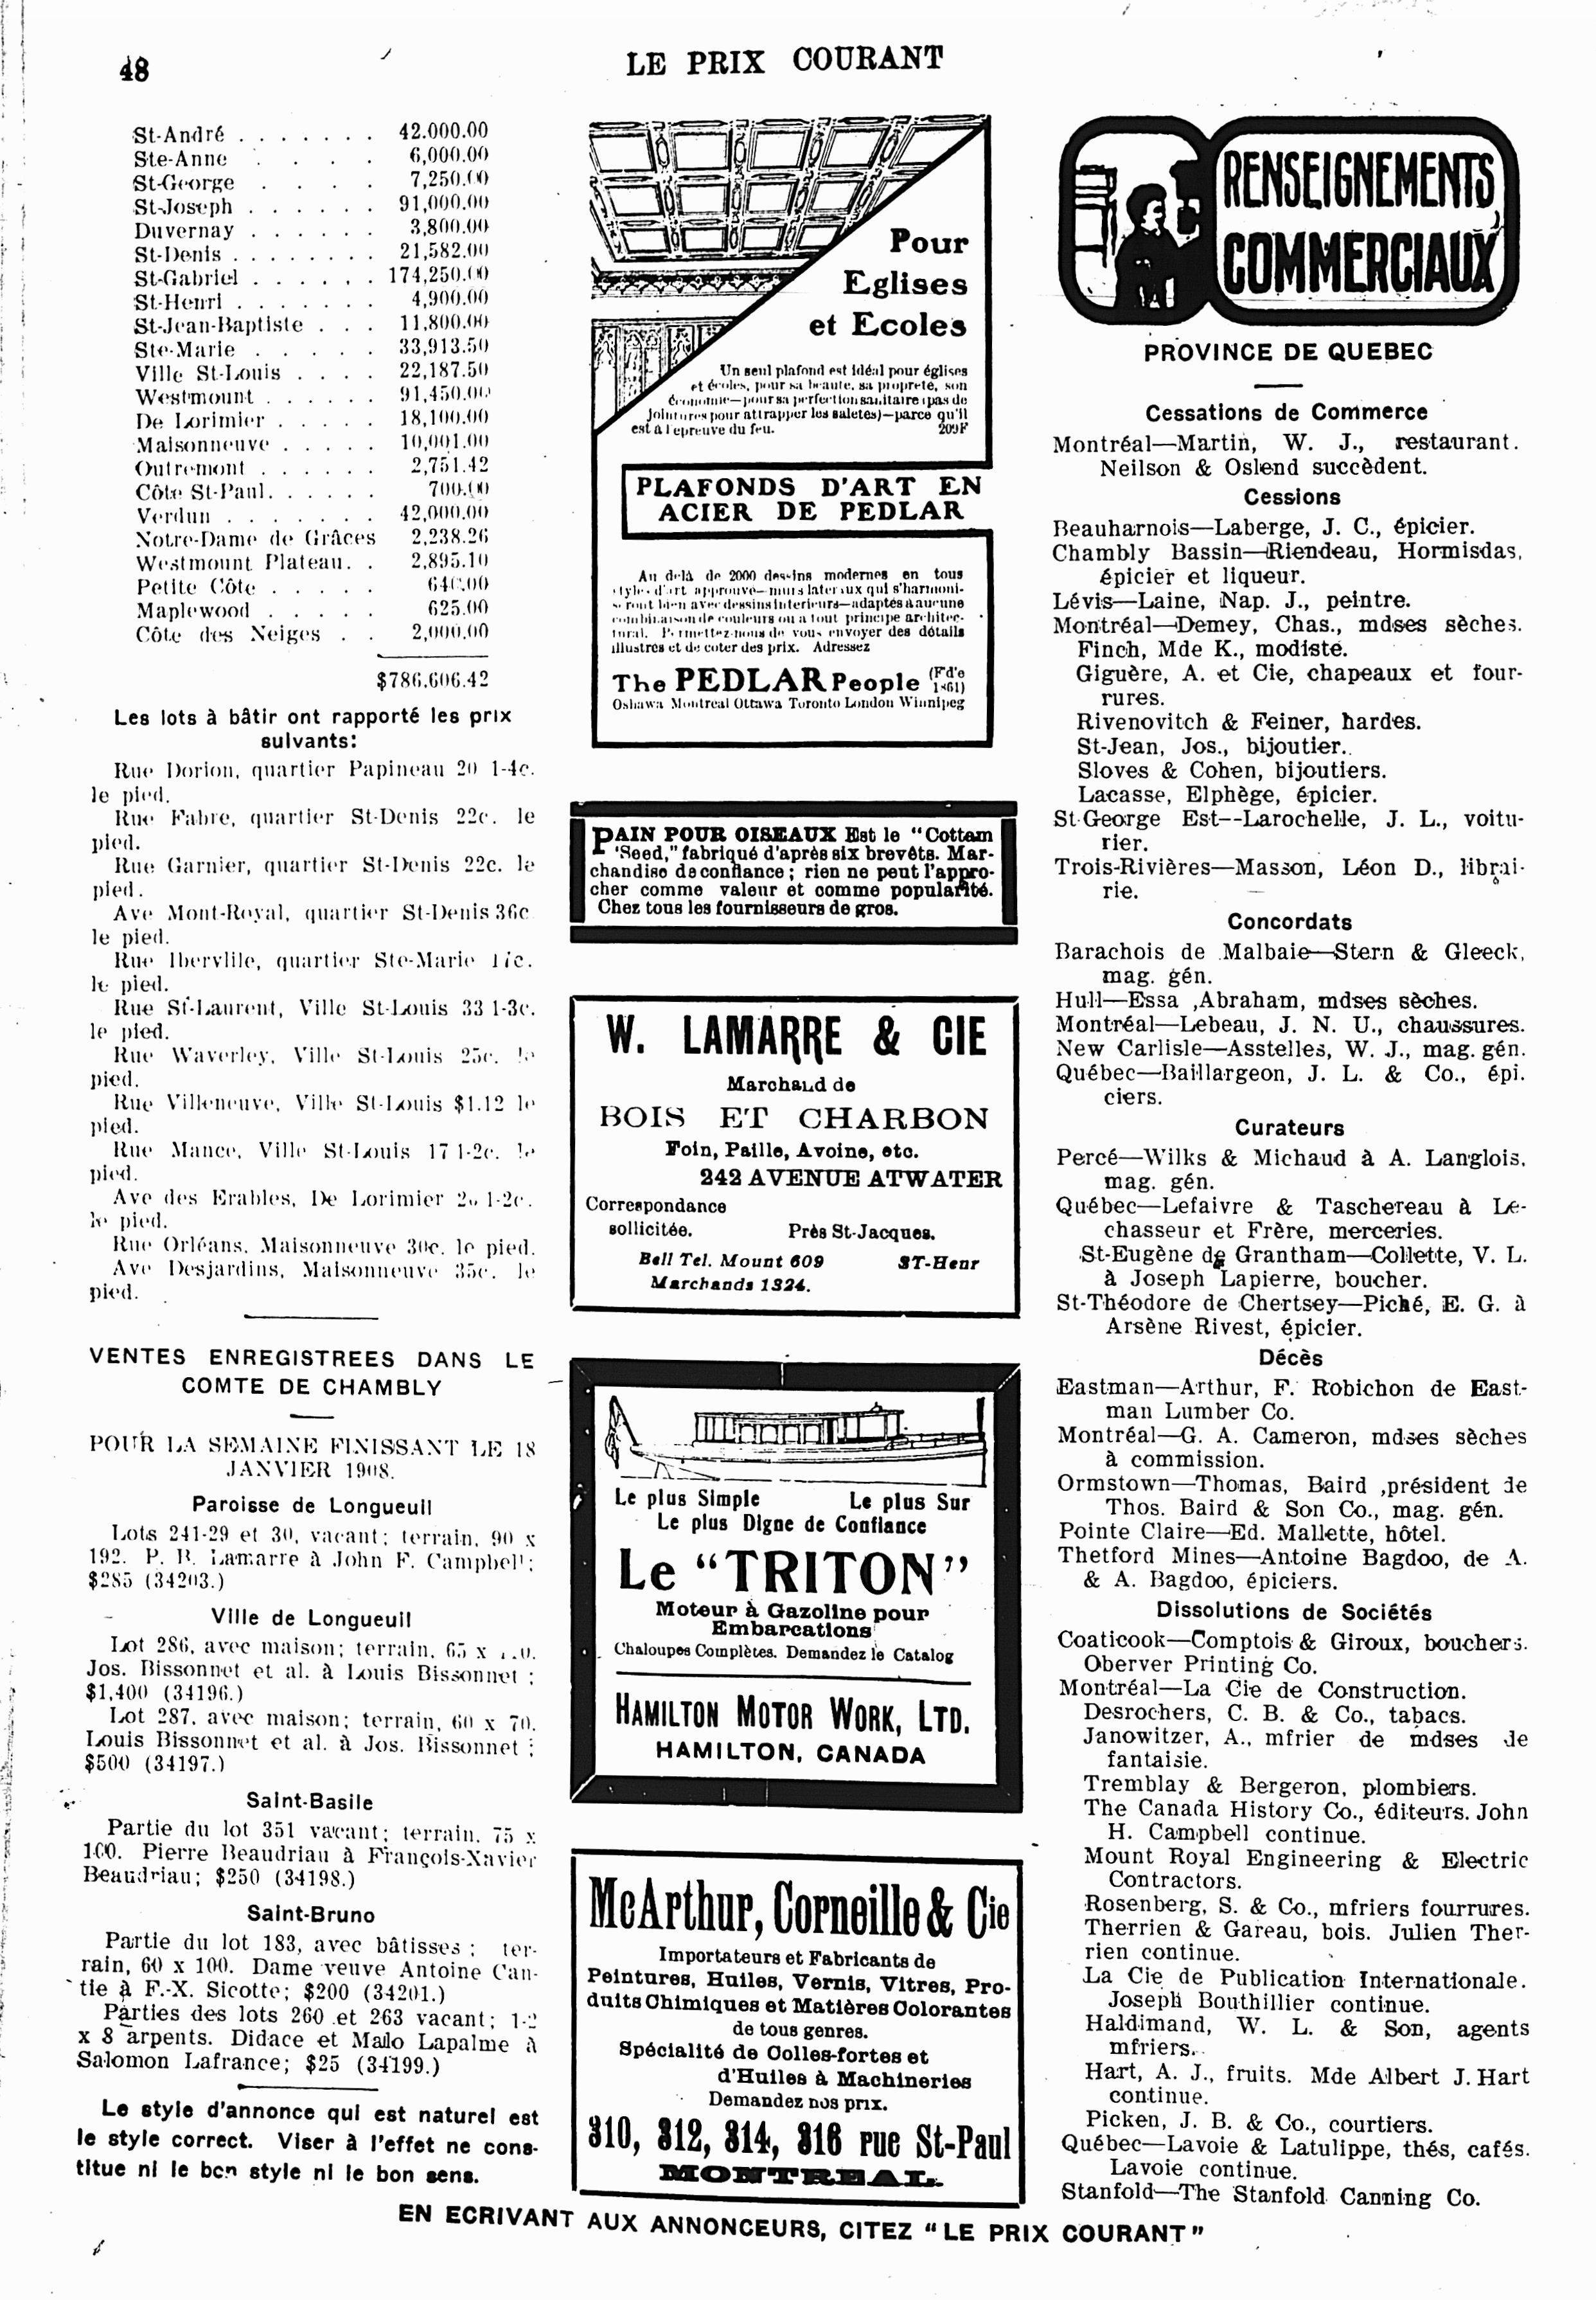 48
LE PRIX COURANT
St-André . . . . . . . 42.000.00
Ste-Anne . . . . 6,000.00
St-George . . . . 7,250.00
St-Joseph . . . . . . 91,000.00
Duvernay . . . . . . 3,800.00
St-Denis . . . . . . . . 21,582.00
St-Gabriel . . . . . . 174,250.00
St-Henri . . . . . . . 4,900.00
St-Jean-Baptiste . . . 11,800.00
Ste-Marie . . . . . 33,913.50
Ville St-Louis . . . . 22,187.50
Westmount . . . . . . 91,450.00
De Lorimier . . . . . 18,100.00
Maisonneuve . . . . . 10,001.00
Outremont . . . . . . 2,751.42
Côte St-Paul. . . . . . 700.00
Verdun . . . . . . . 42,000.00
Notre-Dame de Grâces 2,238.26
Westmount Plateau. . 2,895.10
Petite Côte . . . . . 640.00
Maplewood . . . . . 625.00
Côte des Neiges . . 2,000.00
$786.606.42
Les lots à bâtir ont rapporté les prix
suivants:
Rue Dorion, quartier Papineau 20 1-4c.
le pied.
Rue Fabre, quartier St-Denis 22c. le
pied.
Rue Garnier, quartier St-Denis 22c. le
pied.
Ave Mont-Royal, quartier St-Denis 36c
le pied.
Rue Ibervlile, quartier Ste-Marie 17c.
le pied.
Rue St-Laurent, Ville St-Louis 33 1-3c.
le pied.
Rue Waverley, Ville St-Louis 25c. le
pied.
Rue Villeneuve, Ville St-Louis $1.12 le
pied.
Rue Mance, Ville St-Louis 17 1-2c. le
pied.
Ave des Erables, De Lorimier 1-2c.
le pied.
Rue Orléans, Maisonneuve 30c. le pied.
Ave Desjardins, Maisonneuve 35c. le
pied.
VENTES ENREGISTREES DANS LE
COMTE DE CHAMBLY
POUR LA SEMAINE FINISSANT LE 18
JANVIER 1908.
Paroisse de Longueuil
Lots 241-29 et 30, vacant; terrain, 90 x
192. P. B. Lamarre à John F. Campbell;
$285 (34203.)
Ville de Longueuil
Lot 286, avec maison; terrain, 65 x
Jos. Bissonnet et al. à Louis Bissonnet ;
$1,400 (34196.)
Lot 287, avec maison; terrain, 60 x 70.
Louis Bissonnet et al. à Jos. Bissonnet ;
$500 (34197.)
Saint-Basile
Partie du lot 351 vacant; terrain, 75 x
100. Pierre Beaudriau à François-Xavier
Beaudriau; $250 (34198.)
Saint-Bruno
Partie du lot 183, avec bâtisses ; ter-
rain, 60 x 100. Dame veuve Antoine Can-
tie à F.-X. Sicotte; $200 (34201.)
Parties des lots 260 et 263 vacant; 1-2
x 8 arpents. Didace et Malo Lapalme à
Salomon Lafrance; $25 (34199.)
Le style d'annonce qui est naturel est
le style correct. Viser à l'effet ne cons-
titue ni le bon style ni le bon sens.
Pour
Eglises
et Ecoles
Un seul plafond est idéal pour églises
et écoles, pour sa beaute, sa propreté, son
économie—pour sa perfection sanitaire (pas de
jointures pour attrapper les saletes)—parce qu'il
est à l epreuve du feu. 209F
PLAFONDS D'ART EN
ACIER DE PEDLAR
Au delà de 2000 dessins modernes en tous
styles d'art approuvé—murs lateraux qui s'harmoni-
seront bien avec dessins interieurs—adaptés à aucune
combinaison de couleurs ou a tout principe architec-
tural. Permettez-nous de vous envoyer des détails
illustrés et de coter des prix. Adressez
The PEDLAR People (Fd'e 1861)
Oshawa Montreal Ottawa Toronto London Winnipeg
PAIN POUR OISEAUX Est le "Cottam
'Seed," fabriqué d'après six brevêts. Mar-
chandise de confiance ; rien ne peut l'appro-
cher comme valeur et comme popularité.
Chez tous les fournisseurs de gros.
W. LAMARRE & CIE
Marchand de
BOIS ET CHARBON
Foin, Paille, Avoine, etc.
242 AVENUE ATWATER
Correspondance
sollicitée. Près St-Jacques.
Bell Tel. Mount 609 ST-Henr
Marchands 1324.
Le plus Simple Le plus Sur
Le plus Digne de Confiance
Le "TRITON"
Moteur à Gazoline pour
Embarcations
Chaloupes Complètes. Demandez le Catalog
HAMILTON MOTOR WORK, LTD.
HAMILTON, CANADA
McArthur, Corneille & Cie
Importateurs et Fabricants de
Peintures, Huiles, Vernis, Vitres, Pro-
duits Chimiques et Matières Colorantes
de tous genres.
Spécialité de Colles-fortes et
d'Huiles à Machineries
Demandez nos prix.
310, 312, 314, 316 rue St-Paul
MONTREAL
RENSEIGNEMENTS
COMMERCIAUX
PROVINCE DE QUEBEC
Cessations de Commerce
Montréal—Martin, W. J., restaurant.
Neilson & Oslend succèdent.
Cessions
Beauharnois—Laberge, J. C., épicier.
Chambly Bassin—Riendeau, Hormisdas,
épicier et liqueur.
Lévis—Laine, Nap. J., peintre.
Montréal—Demey, Chas., mdses sèches.
Finch, Mde K., modiste.
Giguère, A. et Cie, chapeaux et four-
rures.
Rivenovitch & Feiner, hardes.
St-Jean, Jos., bijoutier.
Sloves & Cohen, bijoutiers.
Lacasse, Elphège, épicier.
St-George Est--Larochelle, J. L., voitu-
rier.
Trois-Rivières—Masson, Léon D., librai-
rie.
Concordats
Barachois de Malbaie—Stern & Gleeck,
mag. gén.
Hull—Essa ,Abraham, mdses sèches.
Montréal—Lebeau, J. N. U., chaussures.
New Carlisle—Asstelles, W. J., mag. gén.
Québec—Baillargeon, J. L. & Co., épi.
ciers.
Curateurs
Percé—Wilks & Michaud à A. Langlois,
mag. gén.
Québec—Lefaivre & Taschereau à Le-
chasseur et Frère, merceries.
St-Eugène de Grantham—Collette, V. L.
à Joseph Lapierre, boucher.
St-Théodore de Chertsey—Piché, E. G. à
Arsène Rivest, épicier.
Décès
Eastman—Arthur, F. Robichon de East-
man Lumber Co.
Montréal—G. A. Cameron, mdses sèches
à commission.
Ormstown—Thomas, Baird ,président de
Thos. Baird & Son Co., mag. gén.
Pointe Claire—Ed. Mallette, hôtel.
Thetford Mines—Antoine Bagdoo, de A.
& A. Bagdoo, épiciers.
Dissolutions de Sociétés
Coaticook—Comptois & Giroux, bouchers.
Oberver Printing Co.
Montréal—La Cie de Construction.
Desrochers, C. B. & Co., tabacs.
Janowitzer, A., mfrier de mdses de
fantaisie.
Tremblay & Bergeron, plombiers.
The Canada History Co., éditeurs. John
H. Campbell continue.
Mount Royal Engineering & Electric
Contractors.
Rosenberg, S. & Co., mfriers fourrures.
Therrien & Gareau, bois. Julien Ther-
rien continue.
La Cie de Publication Internationale.
Joseph Bouthillier continue.
Haldimand, W. L. & Son, agents
mfriers.
Hart, A. J., fruits. Mde Albert J. Hart
continue.
Picken, J. B. & Co., courtiers.
Québec—Lavoie & Latulippe, thés, cafés.
Lavoie continue.
Stanfold—The Stanfold Canning Co.
EN ECRIVANT AUX ANNONCEURS, CITEZ "LE PRIX COURANT"